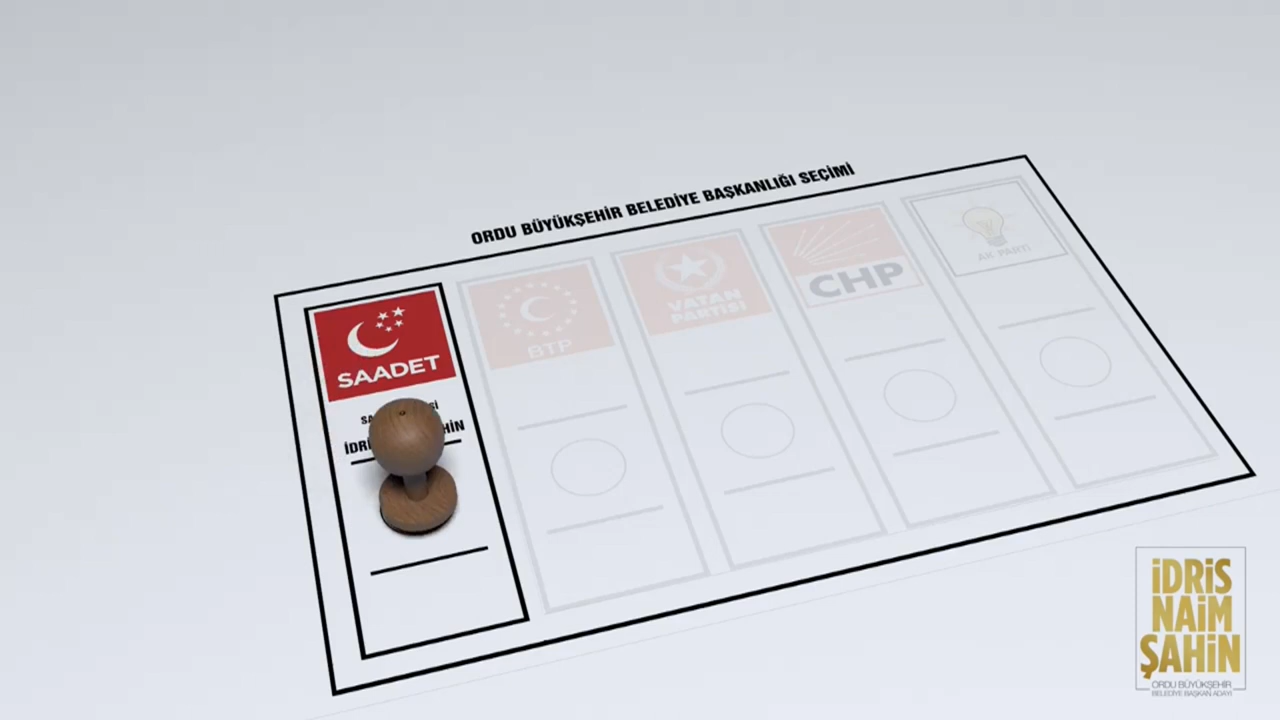 ORDU BÜYÜKŞEHİR BELEDİYE BAŞKANLIĞI SEÇİMİ
SAADET
BTP
VATAN
PARTİSİ
CHP
AK PARTİ
İDRİS
NAİM
ŞAHİN
ORDU BÜYÜKŞEHİR
BELEDİYE BAŞKAN ADAYI